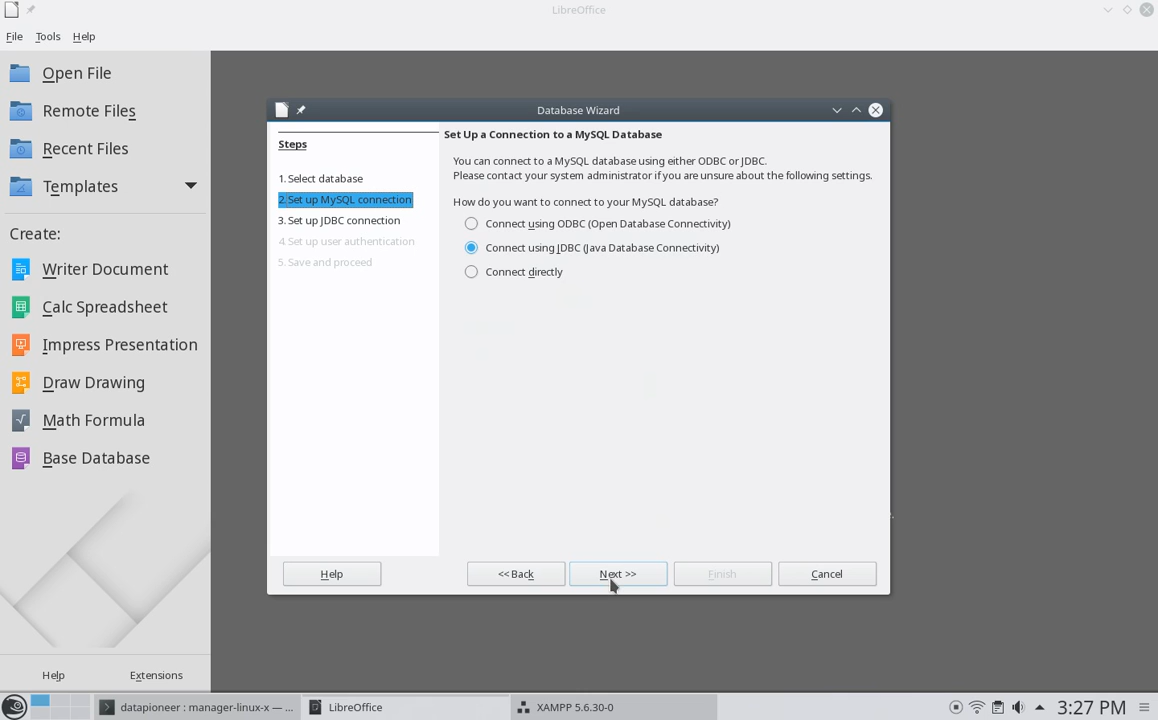 LibreOffice
File Tools Help
Open File
Remote Files
Recent Files
Templates
Create:
Writer Document
Calc Spreadsheet
Impress Presentation
Draw Drawing
Math Formula
Base Database
Help Extensions
Database Wizard
Steps
1. Select database
2. Set up MySQL connection
3. Set up JDBC connection
4. Set up user authentication
5. Save and proceed
Set Up a Connection to a MySQL Database
You can connect to a MySQL database using either ODBC or JDBC.
Please contact your system administrator if you are unsure about the following settings.
How do you want to connect to your MySQL database?
Connect using ODBC (Open Database Connectivity)
Connect using JDBC (Java Database Connectivity)
Connect directly
Help << Back Next >> Finish Cancel
datapioneer : manager-linux-x — ... LibreOffice XAMPP 5.6.30-0 3:27 PM